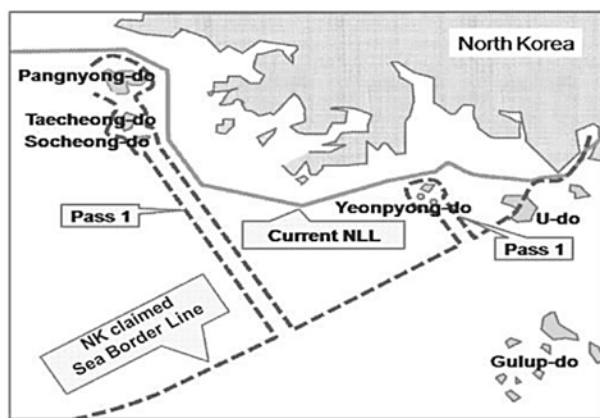 North Korea
Pangnyong-do
Taecheong-do
Socheong-do
Pass 1
Current NLL
Yeonpyong-do
U-do
Pass 1
NK claimed
Sea Border Line
Gulup-do